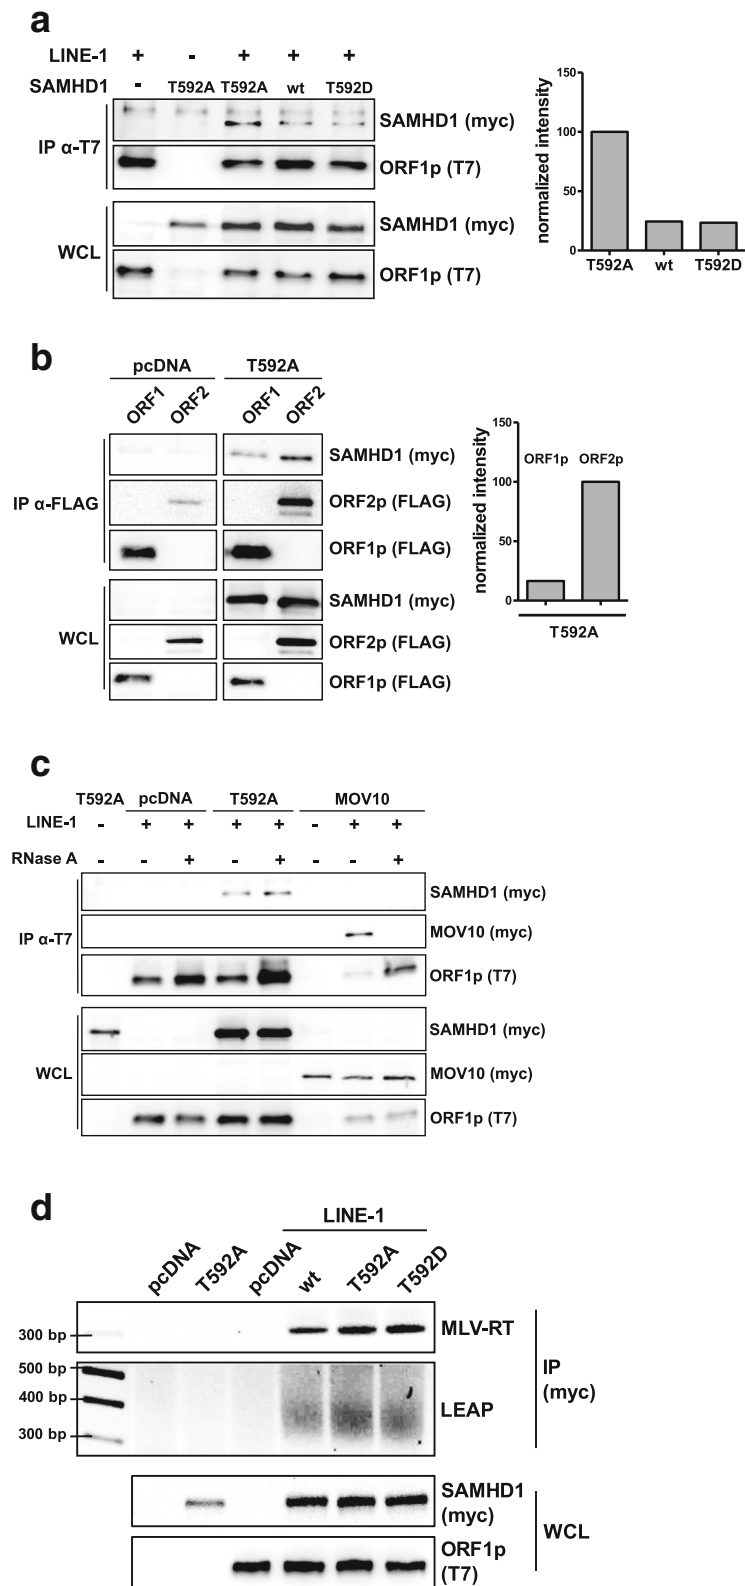 a
LINE-1 + - + + +
SAMHD1 - T592A T592A wt T592D
IP α-T7
SAMHD1 (myc)
ORF1p (T7)
WCL
SAMHD1 (myc)
ORF1p (T7)
normalized intensity
150
100
50
0
T592A wt T592D
b
pcDNA T592A
ORF1 ORF2 ORF1 ORF2
IP α-FLAG
SAMHD1 (myc)
ORF2p (FLAG)
ORF1p (FLAG)
WCL
SAMHD1 (myc)
ORF2p (FLAG)
ORF1p (FLAG)
normalized intensity
150
100
50
0
ORF1p ORF2p
T592A
c
T592A pcDNA T592A MOV10
LINE-1 - + + + + - + +
RNase A - - + - + - - +
IP α-T7
SAMHD1 (myc)
MOV10 (myc)
ORF1p (T7)
WCL
SAMHD1 (myc)
MOV10 (myc)
ORF1p (T7)
d
LINE-1
pcDNA T592A pcDNA wt T592A T592D
300 bp
MLV-RT
500 bp
400 bp
300 bp
LEAP
IP
(myc)
SAMHD1
(myc)
ORF1p
(T7)
WCL